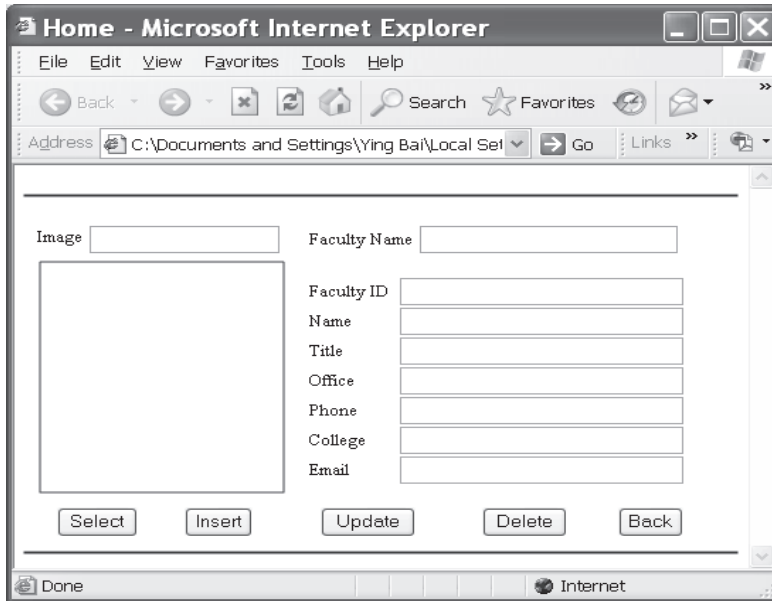 Home - Microsoft Internet Explorer
File Edit View Favorites Tools Help
Back Search Favorites »
Address C:\Documents and Settings\Ying Bai\Local Set Go Links »
Image Faculty Name
Faculty ID
Name
Title
Office
Phone
College
Email
Select Insert Update Delete Back
Done Internet